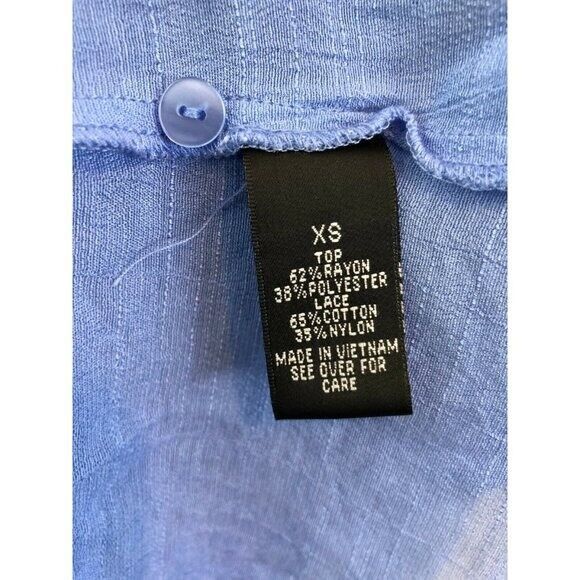 XS
TOP
62%RAYON
38%POLYESTER
LACE
65%COTTON
35%NYLON
MADE IN VIETNAM
SEE OVER FOR
CARE